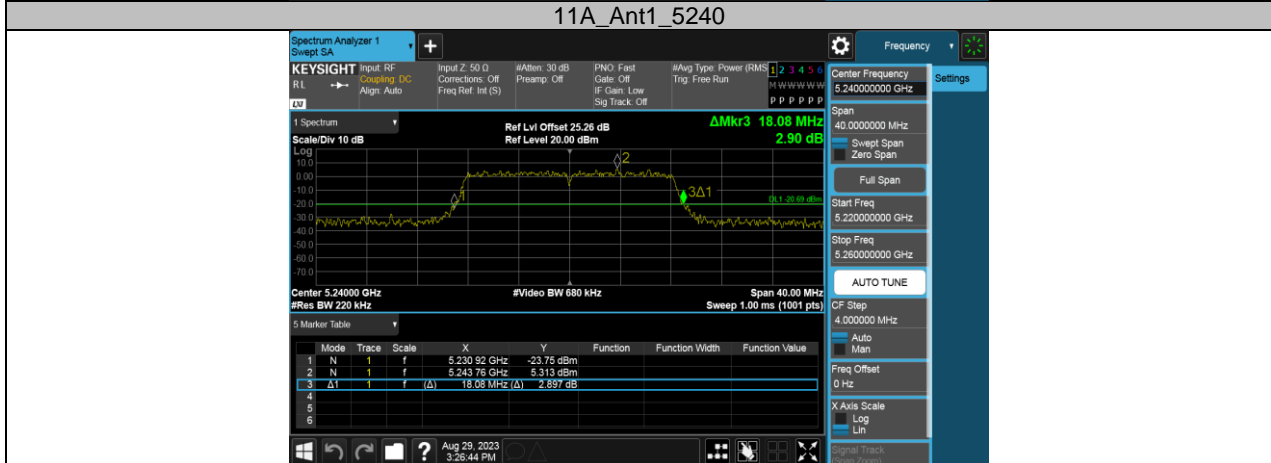 11A_Ant1_5240
Spectrum Analyzer 1
Swept SA
+
Frequency
KEYSIGHT
RL
LXI
Input: RF
Coupling: DC
Align: Auto
Input Z: 50 Ω
Corrections: Off
Freq Ref: Int (S)
#Atten: 30 dB
Preamp: Off
PNO: Fast
Gate: Off
IF Gain: Low
Sig Track: Off
#Avg Type: Power (RMS
Trig: Free Run
1 2 3 4 5 6
M W W W W W
P P P P P P
1 Spectrum
Scale/Div 10 dB
Ref Lvl Offset 25.26 dB
Ref Level 20.00 dBm
ΔMkr3 18.08 MHz
2.90 dB
Log
10.0
0.00
-10.0
-20.0
-30.0
-40.0
-50.0
-60.0
-70.0
2
3Δ1
DL1 -20.69 dBm
Center 5.24000 GHz
#Video BW 680 kHz
Span 40.00 MHz
#Res BW 220 kHz
Sweep 1.00 ms (1001 pts)
5 Marker Table
Mode Trace Scale X Y Function Function Width Function Value
1 N 1 f 5.230 92 GHz -23.75 dBm
2 N 1 f 5.243 76 GHz 5.313 dBm
3 Δ1 1 f (Δ) 18.08 MHz (Δ) 2.897 dB
4
5
6
?
Aug 29, 2023
3:26:44 PM
Center Frequency
5.240000000 GHz
Settings
Span
40.0000000 MHz
Swept Span
Zero Span
Full Span
Start Freq
5.220000000 GHz
Stop Freq
5.260000000 GHz
AUTO TUNE
CF Step
4.000000 MHz
Auto
Man
Freq Offset
0 Hz
X Axis Scale
Log
Lin
Signal Track
(Span Zoom)